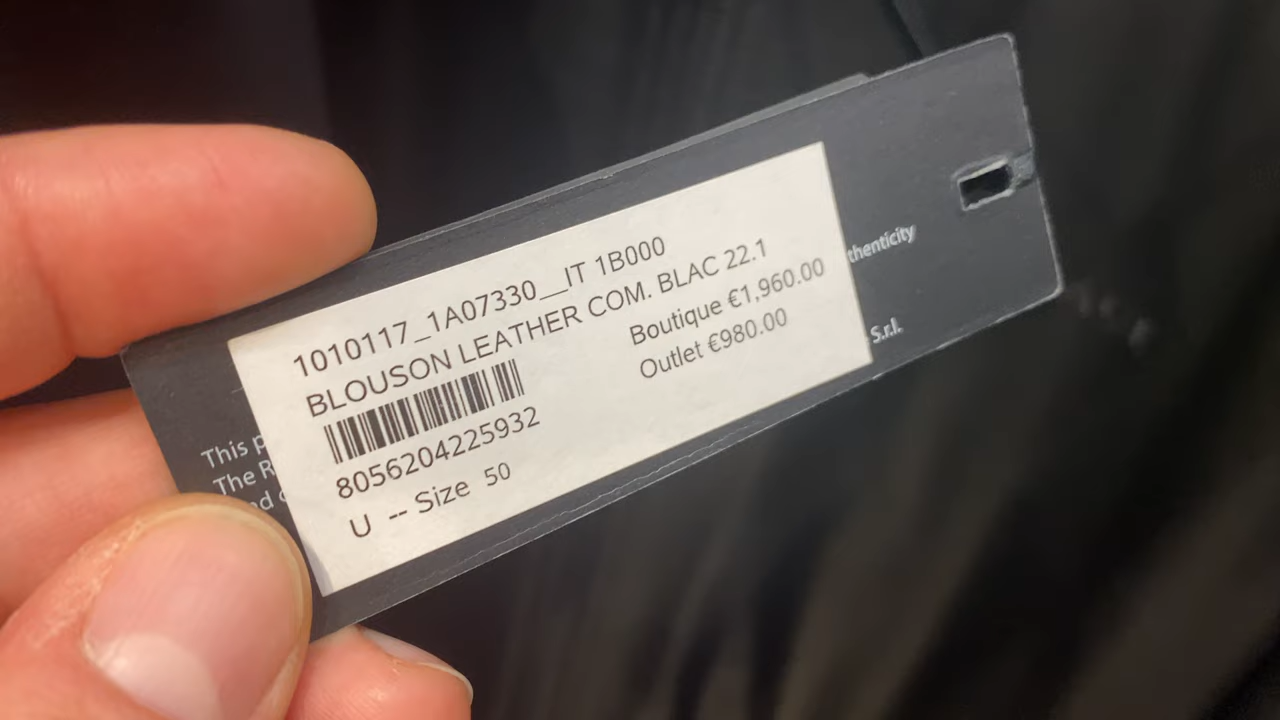 1010117_1A07330__IT 1B000
BLOUSON LEATHER COM. BLAC 22.1
Boutique €1,960.00
Outlet €980.00
8056204225932
U -- Size 50
thenticity
S.r.l.
This p
The R
nd